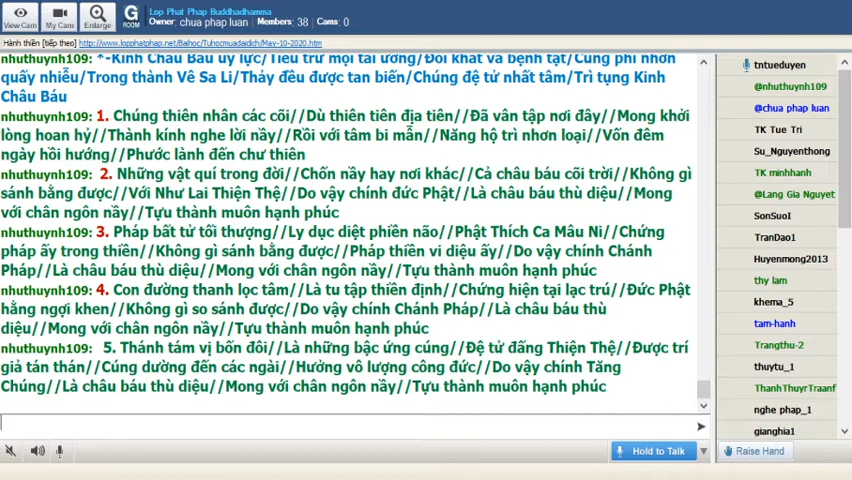 View Cam
My Cams
Enlarge
G
ROOM
Lop Phat Phap Buddhadhamma
Owner: chua phap luan Members: 38 Cams: 0
Hành thiền [tiếp theo] http://www.lopphatphap.net/Baihoc/Tuhocmuadaidich/May-10-2020.htm
nhuthuynh109: *-Kinh Châu Báu uy lực/Tiêu trừ mọi tai ương/Đói khát và bệnh tật/Cùng phi nhơn
quấy nhiễu/Trong thành Vê Sa Li/Thảy đều được tan biến/Chúng đệ tử nhất tâm/Trì tụng Kinh
Châu Báu
nhuthuynh109: 1. Chúng thiên nhân các cõi//Dù thiên tiên địa tiên//Đã vân tập nơi đây//Mong khởi
lòng hoan hỷ//Thành kính nghe lời nầy//Rồi với tâm bi mẫn//Năng hộ trì nhơn loại//Vốn đêm
ngày hồi hướng//Phước lành đến chư thiên
nhuthuynh109: 2. Những vật quí trong đời//Chốn nầy hay nơi khác//Cả châu báu cõi trời//Không gì
sánh bằng được//Với Như Lai Thiện Thệ//Do vậy chính đức Phật//Là châu báu thù diệu//Mong
với chân ngôn nầy//Tựu thành muôn hạnh phúc
nhuthuynh109: 3. Pháp bất tử tối thượng//Ly dục diệt phiền não//Phật Thích Ca Mâu Ni//Chứng
pháp ấy trong thiền//Không gì sánh bằng được//Pháp thiền vi diệu ấy//Do vậy chính Chánh
Pháp//Là châu báu thù diệu//Mong với chân ngôn nầy//Tựu thành muôn hạnh phúc
nhuthuynh109: 4. Con đường thanh lọc tâm//Là tu tập thiền định//Chứng hiện tại lạc trú//Đức Phật
hằng ngợi khen//Không gì so sánh được//Do vậy chính Chánh Pháp//Là châu báu thù
diệu//Mong với chân ngôn nầy//Tựu thành muôn hạnh phúc
nhuthuynh109: 5. Thánh tám vị bốn đôi//Là những bậc ứng cúng//Đệ tử đấng Thiện Thệ//Được trí
giả tán thán//Cúng dường đến các ngài//Hưởng vô lượng công đức//Do vậy chính Tăng
Chúng//Là châu báu thù diệu//Mong với chân ngôn nầy//Tựu thành muôn hạnh phúc
tntueduyen
@nhuthuynh109
@chua phap luan
TK Tue Tri
Su_Nguyenthong
TK minhhanh
@Lang Gia Nguyet
SonSuoI
TranDao1
Huyenmong2013
thy lam
khema_5
tam-hanh
Trangthu-2
thuytu_1
ThanhThuyrTraanf
nghe phap_1
gianghia1
Hold to Talk
Raise Hand